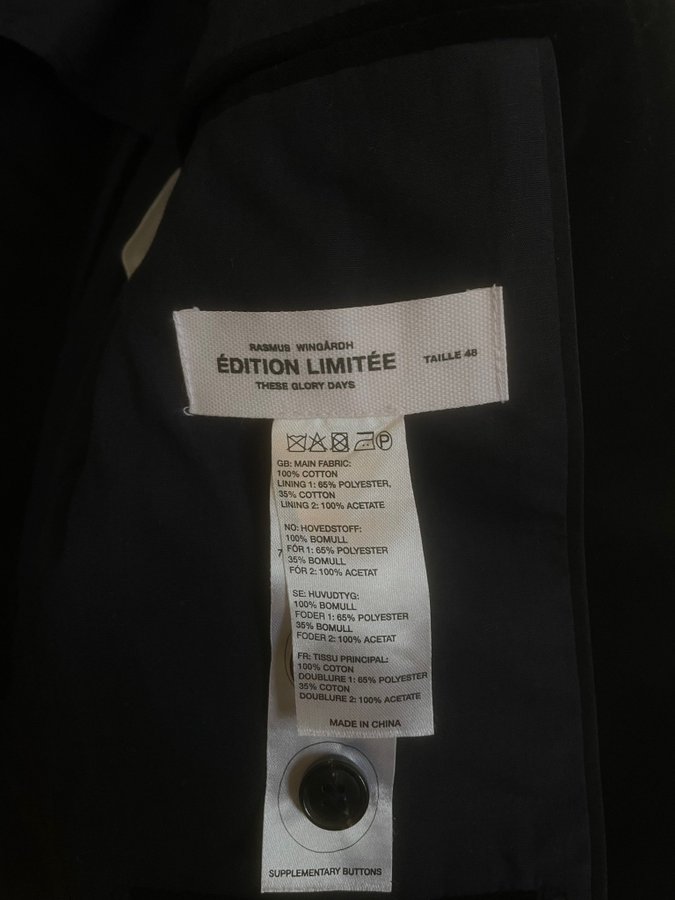 RASMUS WINGÅRDH
ÉDITION LIMITÉE
THESE GLORY DAYS
TAILLE 48
P
GB: MAIN FABRIC:
100% COTTON
LINING 1: 65% POLYESTER,
35% COTTON
LINING 2: 100% ACETATE
NO: HOVEDSTOFF:
100% BOMULL
FÓR 1: 65% POLYESTER
35% BOMULL
FÓR 2: 100% ACETAT
SE: HUVUDTYG:
100% BOMULL
FODER 1: 65% POLYESTER
35% BOMULL
FODER 2: 100% ACETAT
FR: TISSU PRINCIPAL:
100% COTON
DOUBLURE 1: 65% POLYESTER
35% COTON
DOUBLURE 2: 100% ACETATE
MADE IN CHINA
7
SUPPLEMENTARY BUTTONS